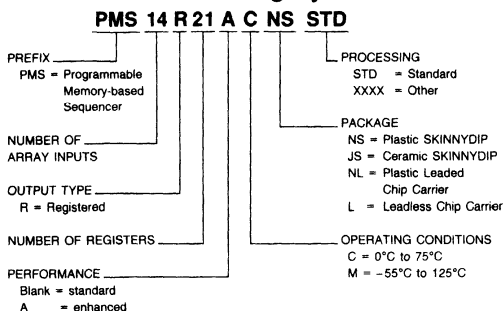 PMS 14 R 21 A C NS STD
PREFIX
PMS = Programmable
Memory-based
Sequencer
NUMBER OF
ARRAY INPUTS
OUTPUT TYPE
R = Registered
NUMBER OF REGISTERS
PERFORMANCE
Blank = standard
A = enhanced
PROCESSING
STD = Standard
XXXX = Other
PACKAGE
NS = Plastic SKINNYDIP
JS = Ceramic SKINNYDIP
NL = Plastic Leaded
Chip Carrier
L = Leadless Chip Carrier
OPERATING CONDITIONS
C = 0°C to 75°C
M = −55°C to 125°C